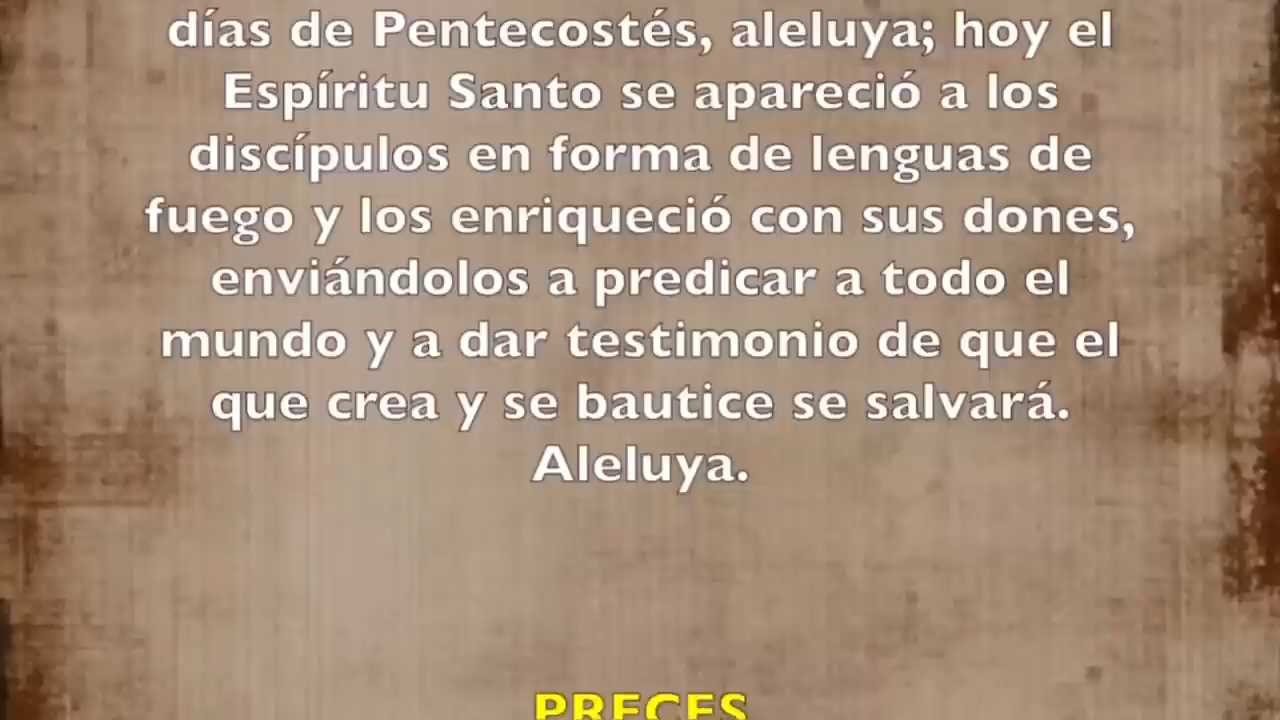 días de Pentecostés, aleluya; hoy el
Espíritu Santo se apareció a los
discípulos en forma de lenguas de
fuego y los enriqueció con sus dones,
enviándolos a predicar a todo el
mundo y a dar testimonio de que el
que crea y se bautice se salvará.
Aleluya.
PRECES